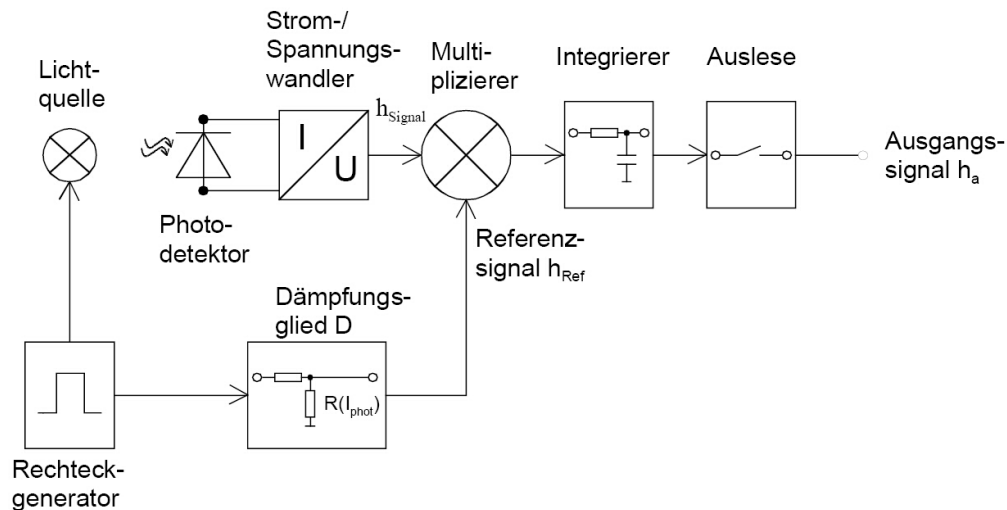 Strom-/
Spannungs-
wandler
Multi-
plizierer
Integrierer
Auslese
Licht-
quelle
h_Signal
I
U
Ausgangs-
signal h_a
Photo-
detektor
Referenz-
signal h_Ref
Dämpfungs-
glied D
R(I_phot)
Rechteck-
generator